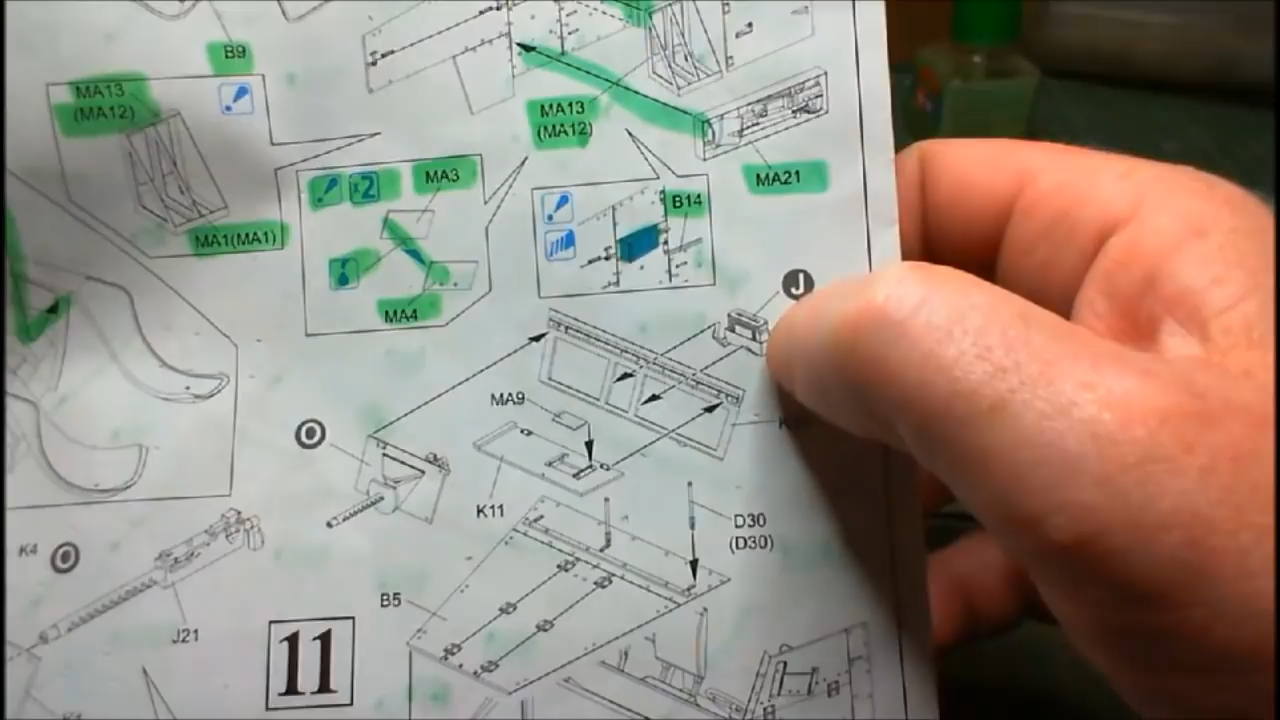 B9
MA13
(MA12)
MA1(MA1)
x2
MA3
MA4
MA13
(MA12)
MA21
B14
J
MA9
K11
O
D30
(D30)
B5
K4
O
J21
11